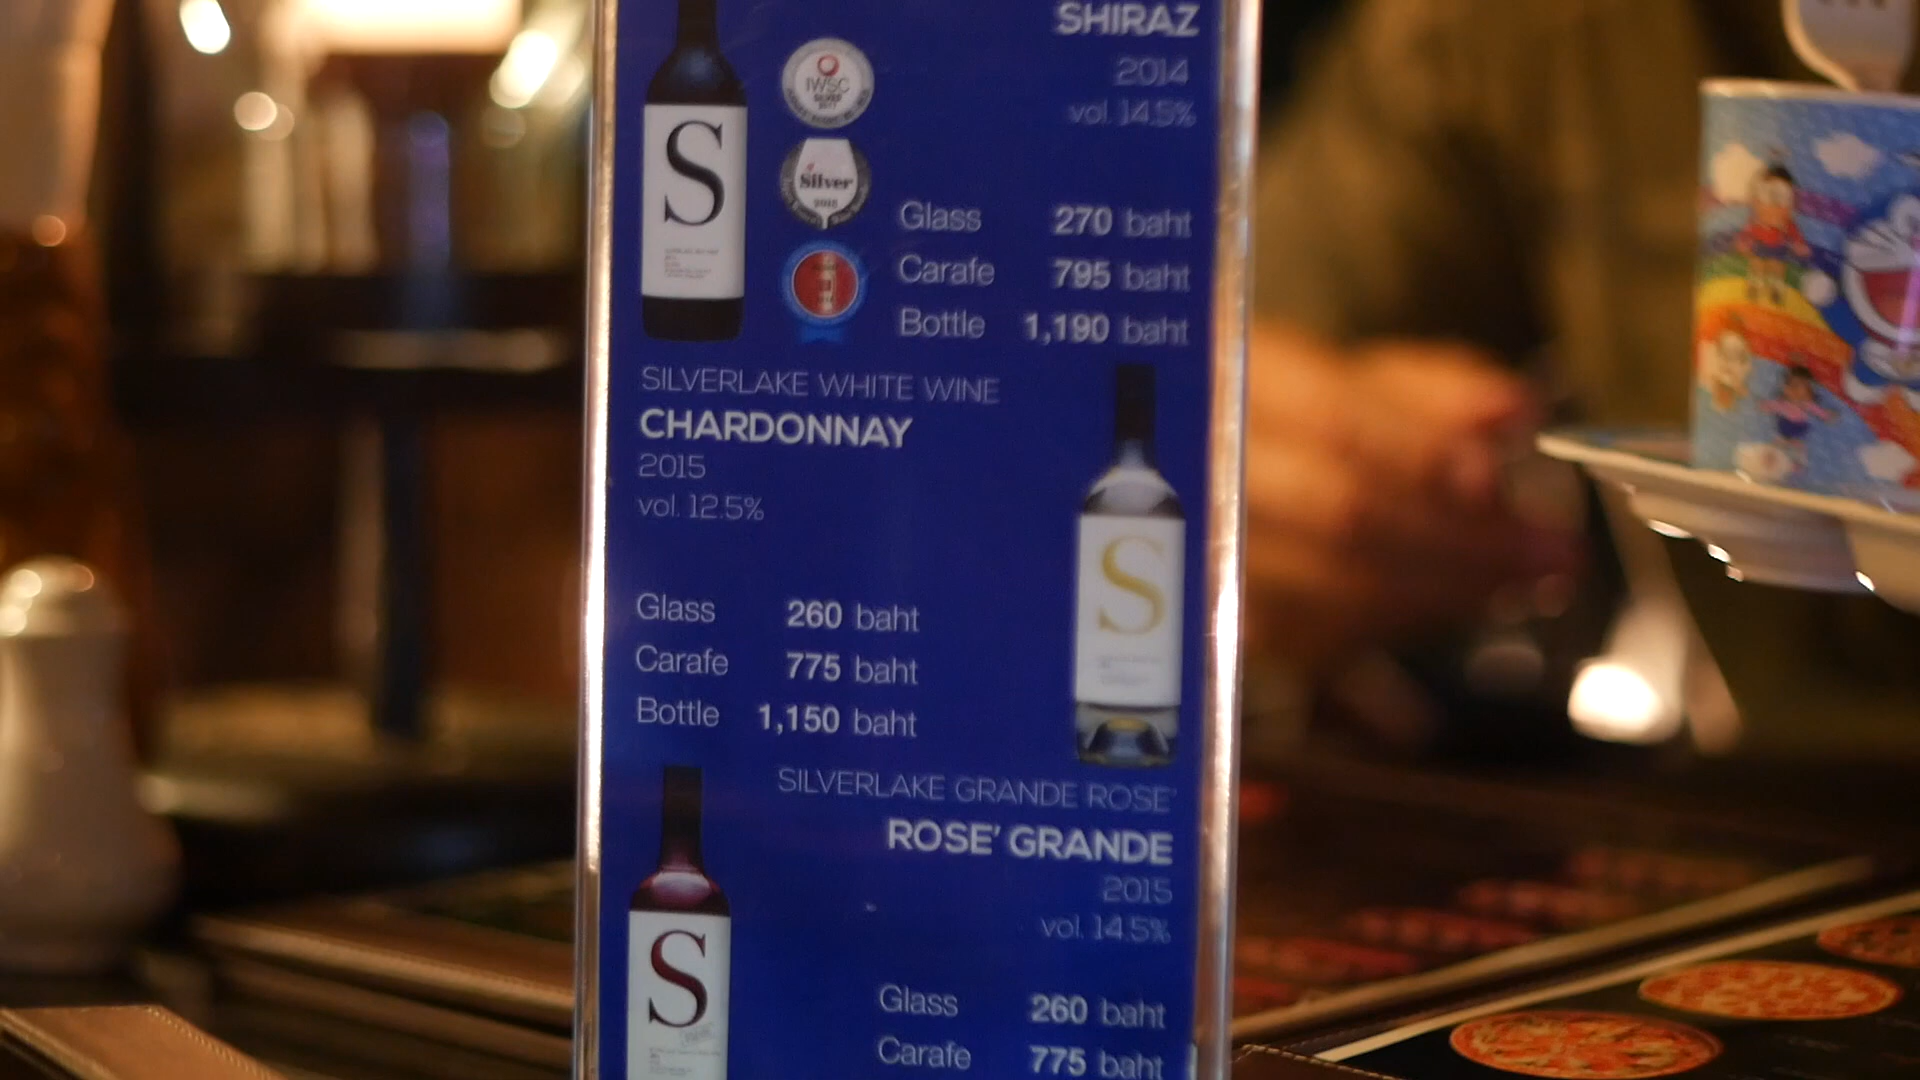 SHIRAZ
2014
vol. 14.5%
IWSC
SILVER
Silver
S
Glass 270 baht
Carafe 795 baht
Bottle 1,190 baht
SILVERLAKE WHITE WINE
CHARDONNAY
2015
vol. 12.5%
S
Glass 260 baht
Carafe 775 baht
Bottle 1,150 baht
SILVERLAKE GRANDE ROSE'
ROSE' GRANDE
2015
vol. 14.5%
S
Glass 260 baht
Carafe 775 baht